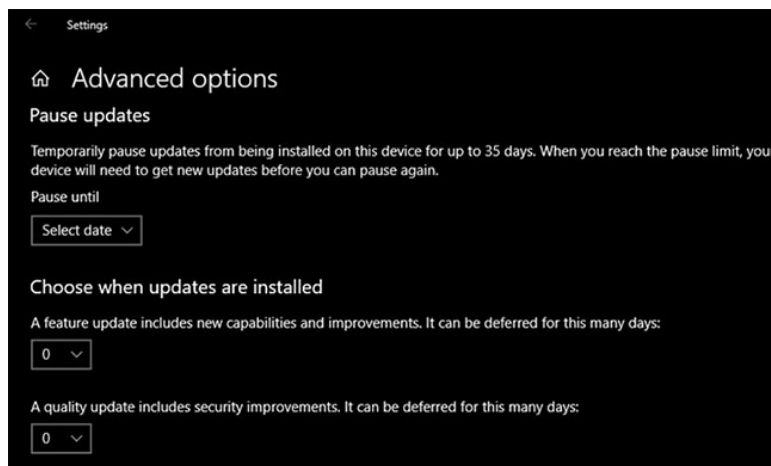 Settings
Advanced options
Pause updates
Temporarily pause updates from being installed on this device for up to 35 days. When you reach the pause limit, your
device will need to get new updates before you can pause again.
Pause until
Select date
Choose when updates are installed
A feature update includes new capabilities and improvements. It can be deferred for this many days:
0
A quality update includes security improvements. It can be deferred for this many days:
0